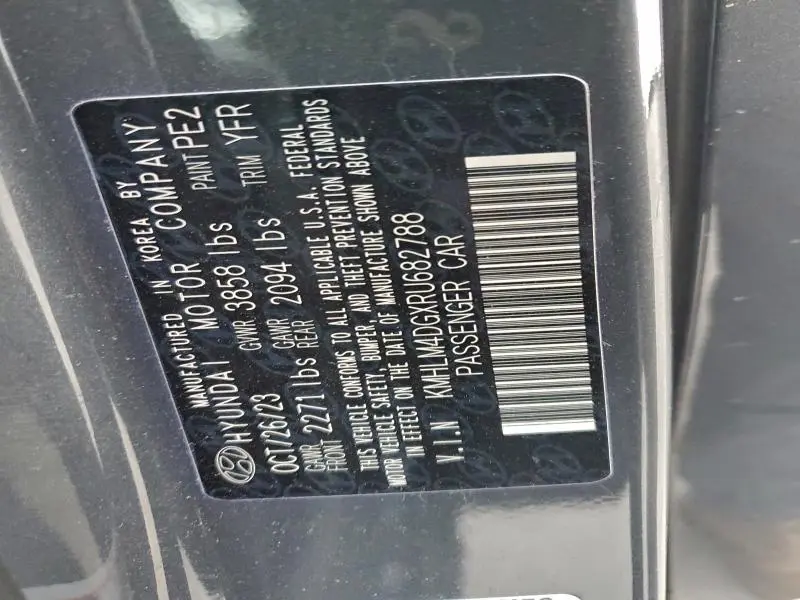 MANUFACTURED IN KOREA BY
HYUNDAI MOTOR COMPANY
OCT/26/23 GVWR 3858 lbs PAINT PE2
GAWR FRONT 2271 lbs GAWR REAR 2094 lbs TRIM YFR
THIS VEHICLE CONFORMS TO ALL APPLICABLE U.S.A. FEDERAL
MOTOR VEHICLE SAFETY, BUMPER AND THEFT PREVENTION STANDARDS
IN EFFECT ON THE DATE OF MANUFACTURE SHOWN ABOVE
V.I.N KMHLM4DGXRU682788
PASSENGER CAR